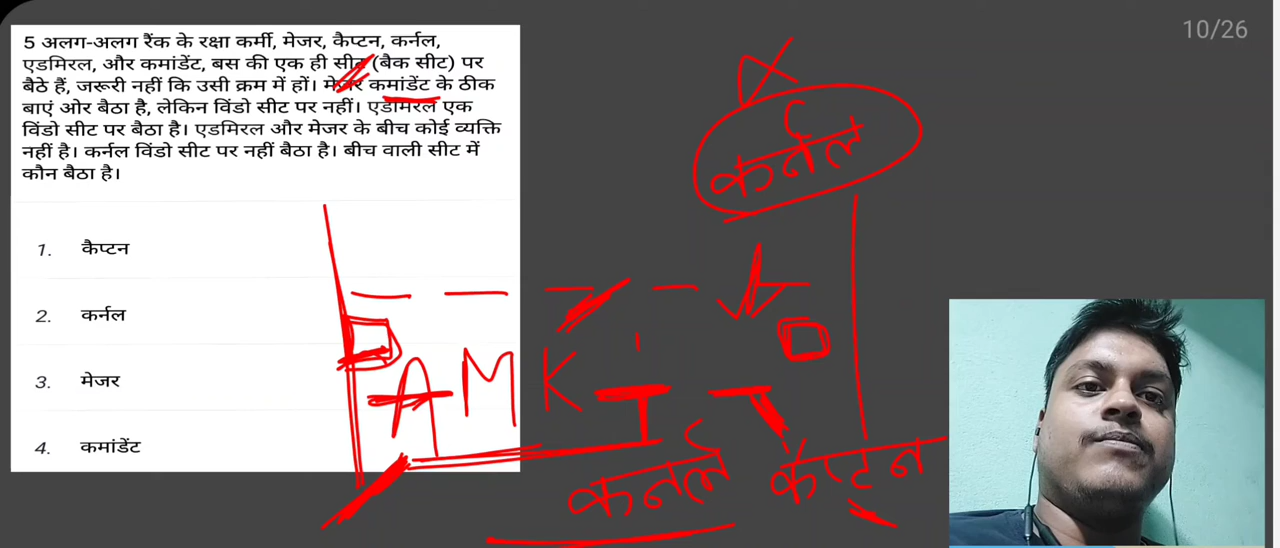 10/26
5 अलग-अलग रैंक के रक्षा कर्मी, मेजर, कैप्टन, कर्नल,
एडमिरल, और कमांडेंट, बस की एक ही सीट (बैक सीट) पर
बैठे हैं, जरूरी नहीं कि उसी क्रम में हों। मेजर कमांडेंट के ठीक
बाएं ओर बैठा है, लेकिन विंडो सीट पर नहीं। एडमिरल एक
विंडो सीट पर बैठा है। एडमिरल और मेजर के बीच कोई व्यक्ति
नहीं है। कर्नल विंडो सीट पर नहीं बैठा है। बीच वाली सीट में
कौन बैठा है।
1. कैप्टन
2. कर्नल
3. मेजर
4. कमांडेंट
कर्नल
A M K
कर्नल कैप्टन